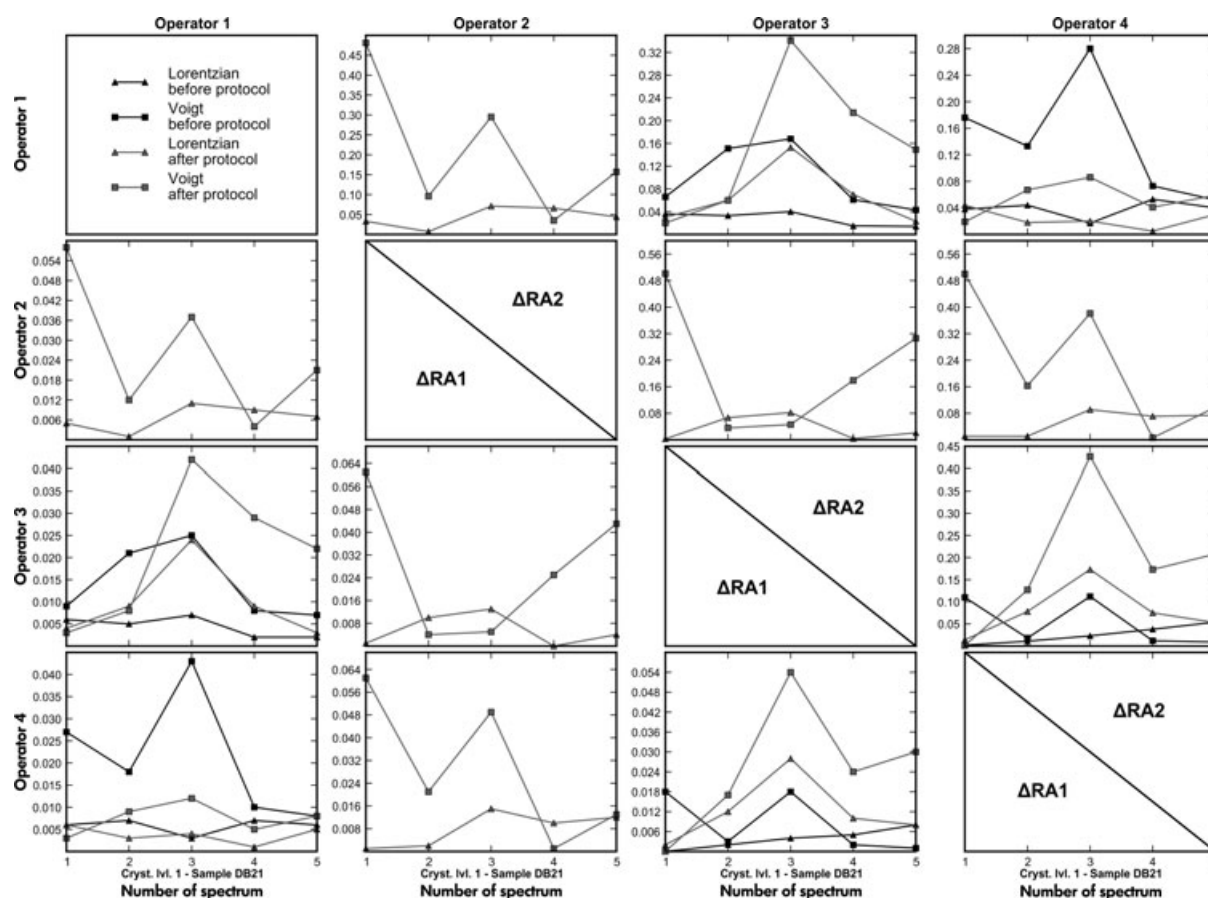 Operator 1
Operator 2
Operator 3
Operator 4
Operator 1
Lorentzian
before protocol
Voigt
before protocol
Lorentzian
after protocol
Voigt
after protocol
0.45
0.40
0.35
0.30
0.25
0.20
0.15
0.10
0.05
0.32
0.28
0.24
0.20
0.16
0.12
0.08
0.04
0.28
0.24
0.20
0.16
0.12
0.08
0.04
Operator 2
0.054
0.048
0.042
0.036
0.030
0.024
0.018
0.012
0.006
ΔRA2
ΔRA1
0.56
0.48
0.40
0.32
0.24
0.16
0.08
0.56
0.48
0.40
0.32
0.24
0.16
0.08
Operator 3
0.040
0.035
0.030
0.025
0.020
0.015
0.010
0.005
0.064
0.056
0.048
0.040
0.032
0.024
0.016
0.008
ΔRA2
ΔRA1
0.45
0.40
0.35
0.30
0.25
0.20
0.15
0.10
0.05
Operator 4
0.040
0.035
0.030
0.025
0.020
0.015
0.010
0.005
0.064
0.056
0.048
0.040
0.032
0.024
0.016
0.008
0.054
0.048
0.042
0.036
0.030
0.024
0.018
0.012
0.006
ΔRA2
ΔRA1
1 2 3 4 5
Cryst. lvl. 1 - Sample DB21
Number of spectrum
1 2 3 4 5
Cryst. lvl. 1 - Sample DB21
Number of spectrum
1 2 3 4 5
Cryst. lvl. 1 - Sample DB21
Number of spectrum
1 2 3 4 5
Cryst. lvl. 1 - Sample DB21
Number of spectrum